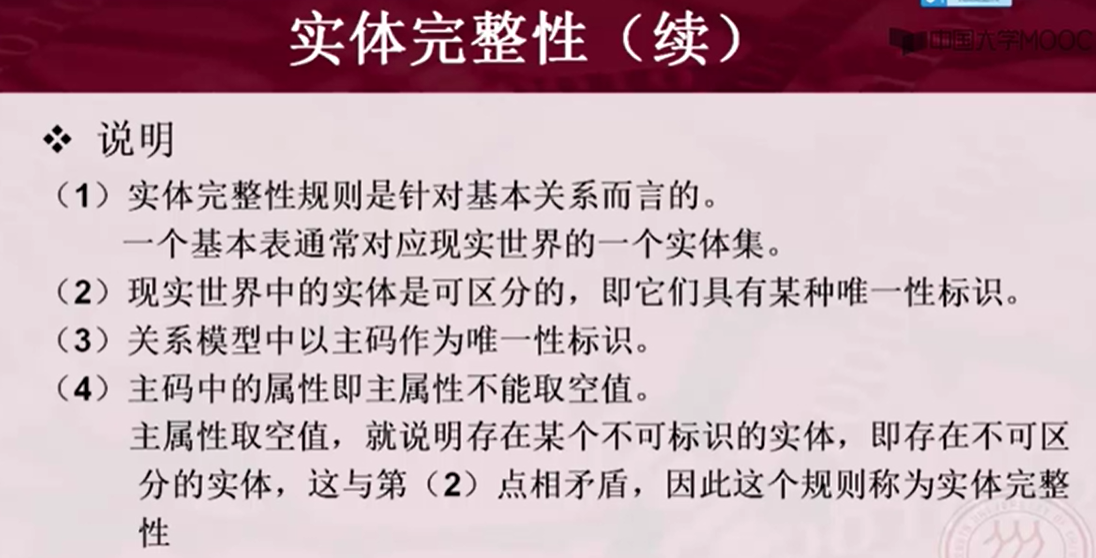 实体完整性（续）
中国大学MOOC
❖ 说明
（1）实体完整性规则是针对基本关系而言的。
一个基本表通常对应现实世界的一个实体集。
（2）现实世界中的实体是可区分的，即它们具有某种唯一性标识。
（3）关系模型中以主码作为唯一性标识。
（4）主码中的属性即主属性不能取空值。
主属性取空值，就说明存在某个不可标识的实体，即存在不可区
分的实体，这与第（2）点相矛盾，因此这个规则称为实体完整
性